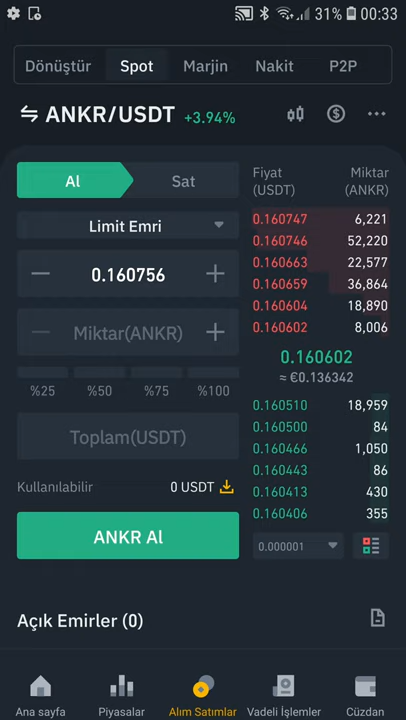 31% 00:33
Dönüştür Spot Marjin Nakit P2P
ANKR/USDT +3.94%
Al Sat
Limit Emri
0.160756
Miktar(ANKR)
%25 %50 %75 %100
Toplam(USDT)
Kullanılabilir 0 USDT
ANKR Al
Fiyat Miktar
(USDT) (ANKR)
0.160747 6,221
0.160746 52,220
0.160663 22,577
0.160659 36,864
0.160604 18,890
0.160602 8,006
0.160602
≈ €0.136342
0.160510 18,959
0.160500 84
0.160466 1,050
0.160443 86
0.160413 430
0.160406 355
0.000001
Açık Emirler (0)
Ana sayfa Piyasalar Alım Satımlar Vadeli İşlemler Cüzdan